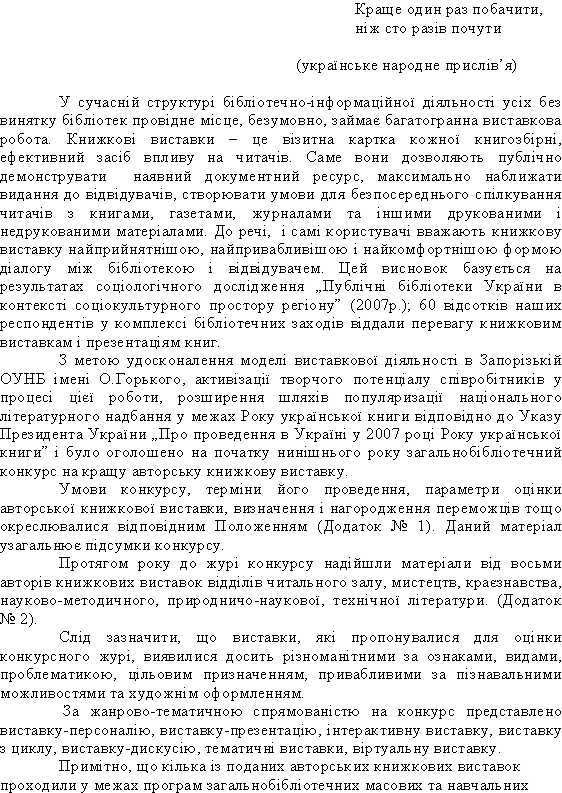 Краще один раз побачити,
ніж сто разів почути
(українське народне прислів’я)
У сучасній структурі бібліотечно-інформаційної діяльності усіх без
винятку бібліотек провідне місце, безумовно, займає багатогранна виставкова
робота. Книжкові виставки – це візитна картка кожної книгозбірні,
ефективний засіб впливу на читачів. Саме вони дозволяють публічно
демонструвати наявний документний ресурс, максимально наближати
видання до відвідувачів, створювати умови для безпосереднього спілкування
читачів з книгами, газетами, журналами та іншими друкованими і
недрукованими матеріалами. До речі, і самі користувачі вважають книжкову
виставку найприйнятнішою, найпривабливішою і найкомфортнішою формою
діалогу між бібліотекою і відвідувачем. Цей висновок базується на
результатах соціологічного дослідження „Публічні бібліотеки України в
контексті соціокультурного простору регіону” (2007р.); 60 відсотків наших
респондентів у комплексі бібліотечних заходів віддали перевагу книжковим
виставкам і презентаціям книг.
З метою удосконалення моделі виставкової діяльності в Запорізькій
ОУНБ імені О.Горького, активізації творчого потенціалу співробітників у
процесі цієї роботи, розширення шляхів популяризації національного
літературного надбання у межах Року української книги відповідно до Указу
Президента України „Про проведення в Україні у 2007 році Року української
книги” і було оголошено на початку нинішнього року загальнобібліотечний
конкурс на кращу авторську книжкову виставку.
Умови конкурсу, терміни його проведення, параметри оцінки
авторської книжкової виставки, визначення і нагородження переможців тощо
окреслювалися відповідним Положенням (Додаток № 1). Даний матеріал
узагальнює підсумки конкурсу.
Протягом року до журі конкурсу надійшли матеріали від восьми
авторів книжкових виставок відділів читального залу, мистецтв, краєзнавства,
науково-методичного, природничо-наукової, технічної літератури. (Додаток
№ 2).
Слід зазначити, що виставки, які пропонувалися для оцінки
конкурсного журі, виявилися досить різноманітними за ознаками, видами,
проблематикою, цільовим призначенням, привабливими за пізнавальними
можливостями та художнім оформленням.
За жанрово-тематичною спрямованістю на конкурс представлено
виставку-персоналію, виставку-презентацію, інтерактивну виставку, виставку
з циклу, виставку-дискусію, тематичні виставки, віртуальну виставку.
Примітно, що кілька із поданих авторських книжкових виставок
проходили у межах програм загальнобібліотечних масових та навчальних